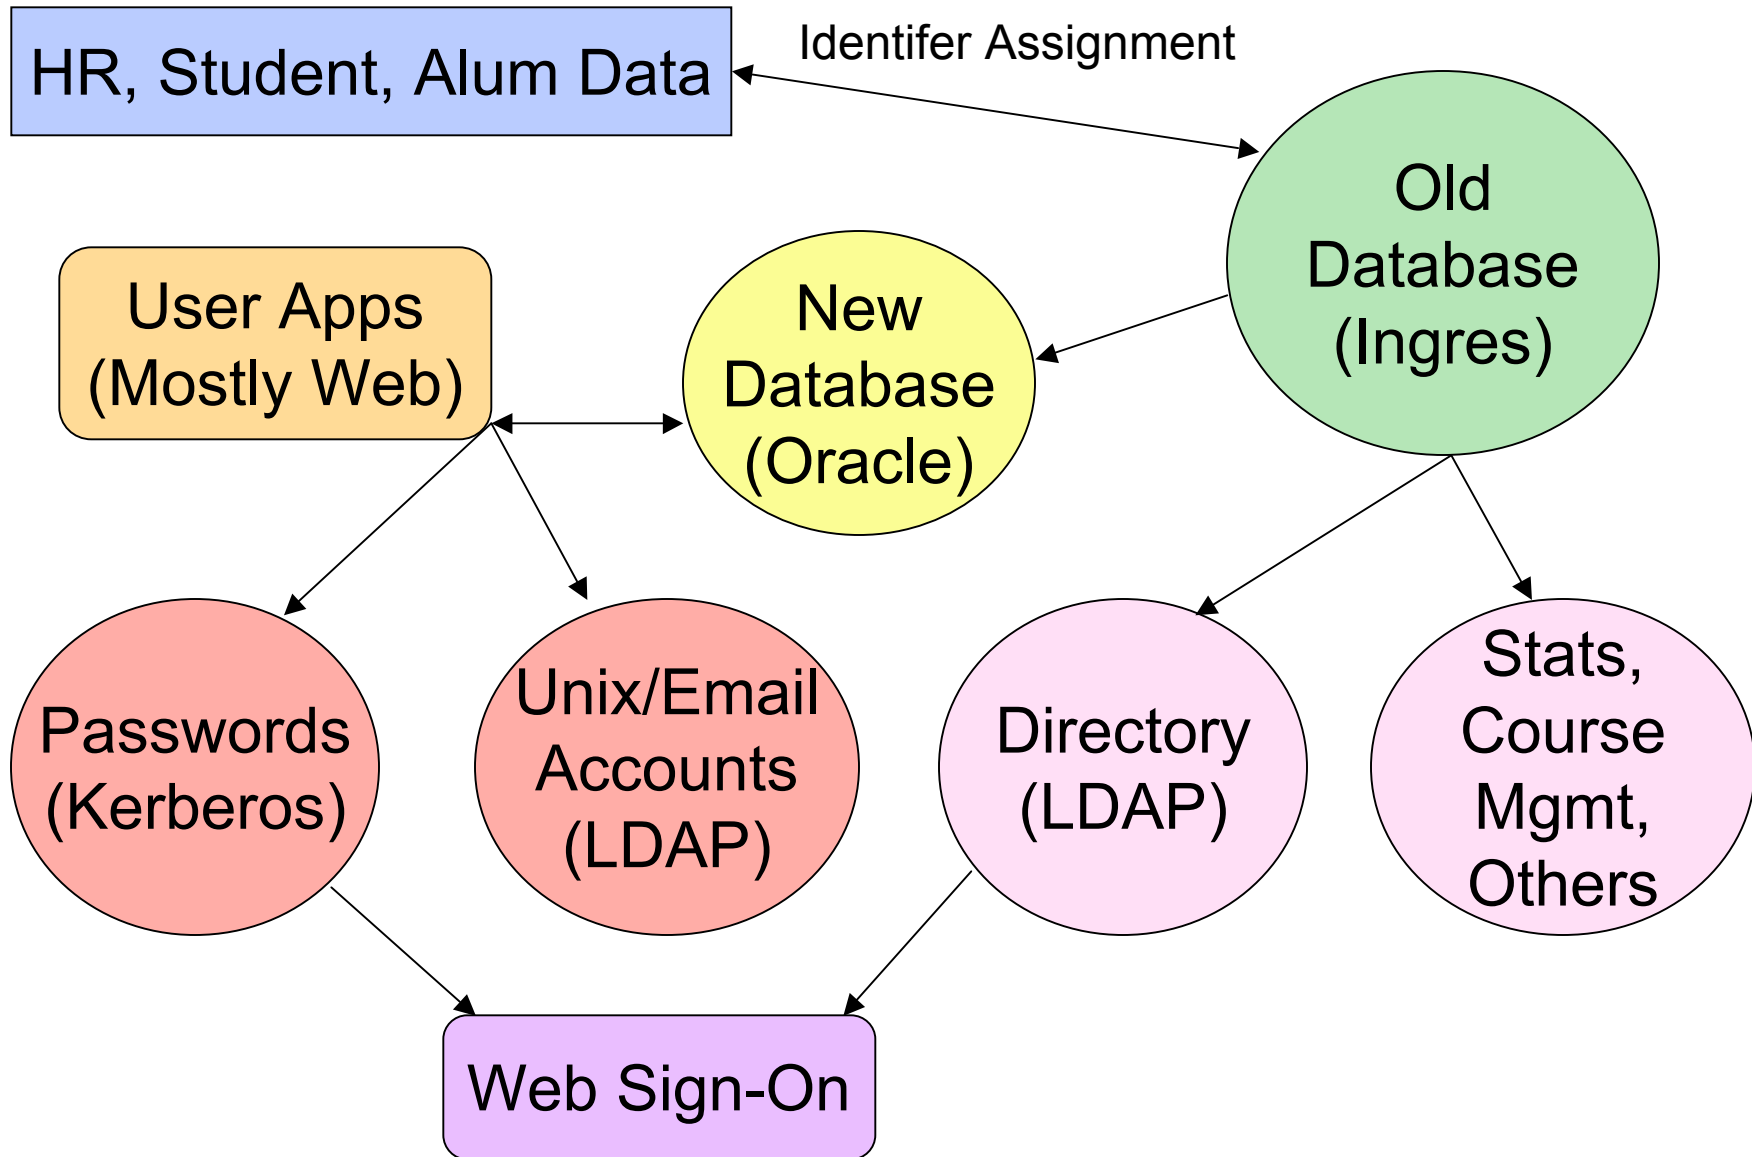 HR, Student, Alum Data
Identifer Assignment
Old
Database
(Ingres)
User Apps
(Mostly Web)
New
Database
(Oracle)
Passwords
(Kerberos)
Unix/Email
Accounts
(LDAP)
Directory
(LDAP)
Stats,
Course
Mgmt,
Others
Web Sign-On